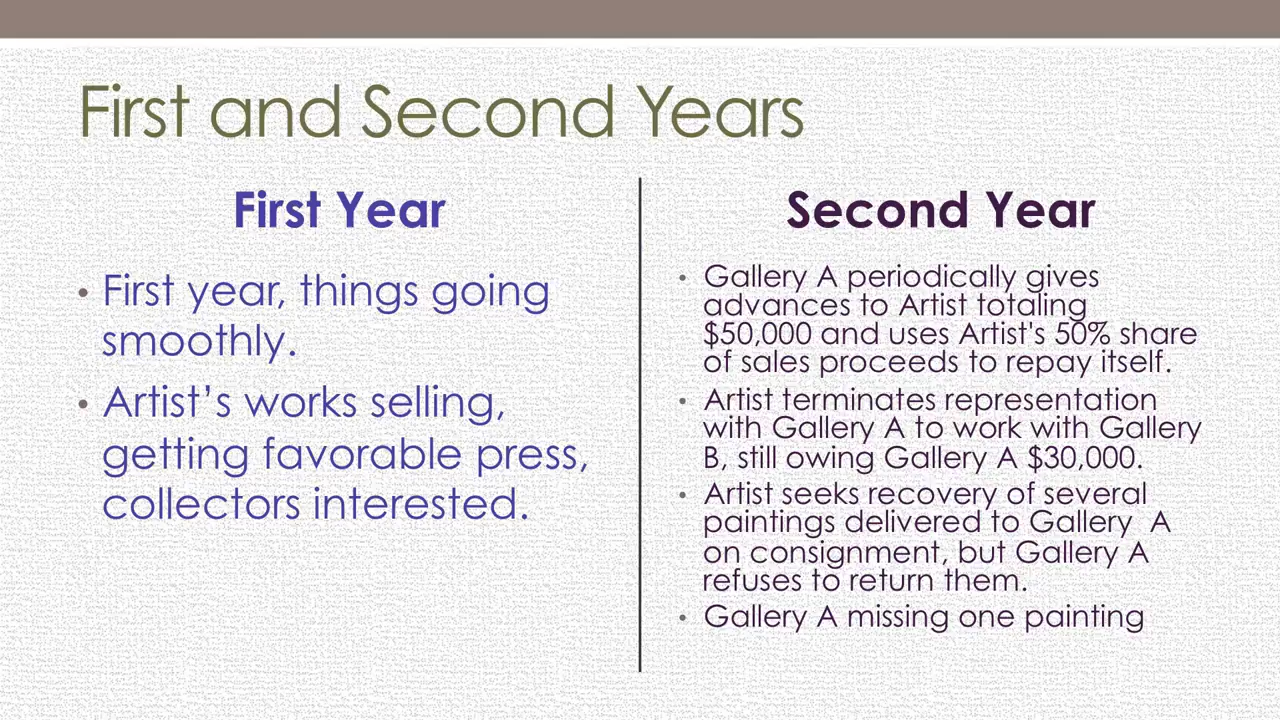 First and Second Years
First Year
• First year, things going
smoothly.
• Artist’s works selling,
getting favorable press,
collectors interested.
Second Year
• Gallery A periodically gives
advances to Artist totaling
$50,000 and uses Artist's 50% share
of sales proceeds to repay itself.
• Artist terminates representation
with Gallery A to work with Gallery
B, still owing Gallery A $30,000.
• Artist seeks recovery of several
paintings delivered to Gallery  A
on consignment, but Gallery A
refuses to return them.
• Gallery A missing one painting